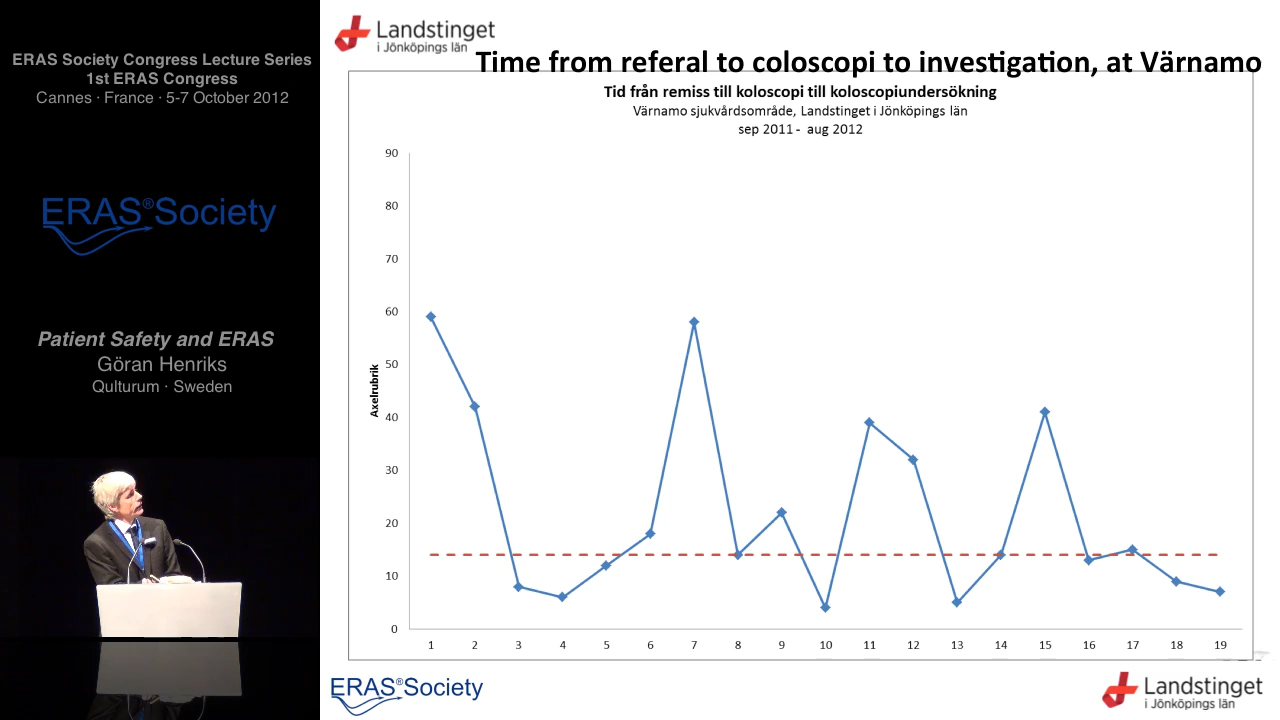 ERAS Society Congress Lecture Series
1st ERAS Congress
Cannes · France · 5-7 October 2012
ERAS®Society
Patient Safety and ERAS
Göran Henriks
Qulturum · Sweden
Landstinget
i Jönköpings län
Time from referal to coloscopi to investigation, at Värnamo
Tid från remiss till koloscopi till koloscopiundersökning
Värnamo sjukvårdsområde, Landstinget i Jönköpings län
sep 2011 - aug 2012
90
80
70
60
50
40
30
20
10
0
Axelrubrik
1 2 3 4 5 6 7 8 9 10 11 12 13 14 15 16 17 18 19
ERAS®Society
Landstinget
i Jönköpings län